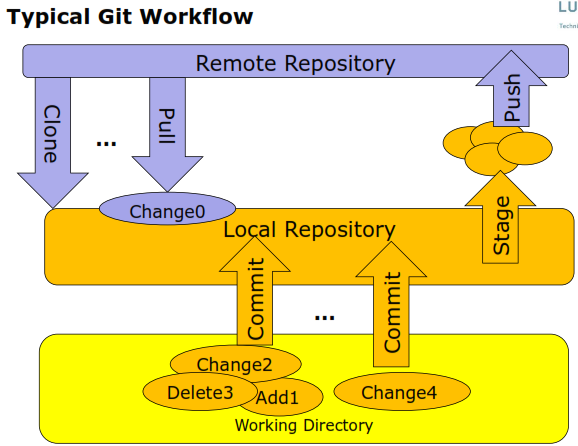 Typical Git Workflow
LU
Techni
Remote Repository
Clone
...
Pull
Push
Change0
Local Repository
Stage
Commit
...
Commit
Change2
Delete3
Add1
Change4
Working Directory